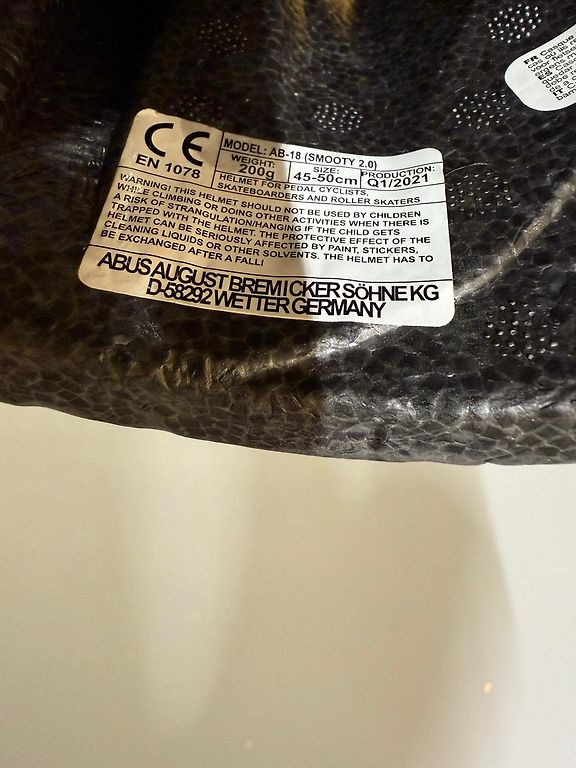 CE
EN 1078
MODEL: AB-18 (SMOOTY 2.0)
WEIGHT: 200g
SIZE: 45-50cm
PRODUCTION: Q1/2021
HELMET FOR PEDAL CYCLISTS,
SKATEBOARDERS AND ROLLER SKATERS
WARNING! THIS HELMET SHOULD NOT BE USED BY CHILDREN
WHILE CLIMBING OR DOING OTHER ACTIVITIES WHEN THERE IS
A RISK OF STRANGULATION/HANGING IF THE CHILD GETS
TRAPPED WITH THE HELMET. THE PROTECTIVE EFFECT OF THE
HELMET CAN BE SERIOUSLY AFFECTED BY PAINT, STICKERS,
CLEANING LIQUIDS OR OTHER SOLVENTS. THE HELMET HAS TO
BE EXCHANGED AFTER A FALL!
ABUS AUGUST BREMICKER SÖHNE KG
D-58292 WETTER GERMANY
FR Casque